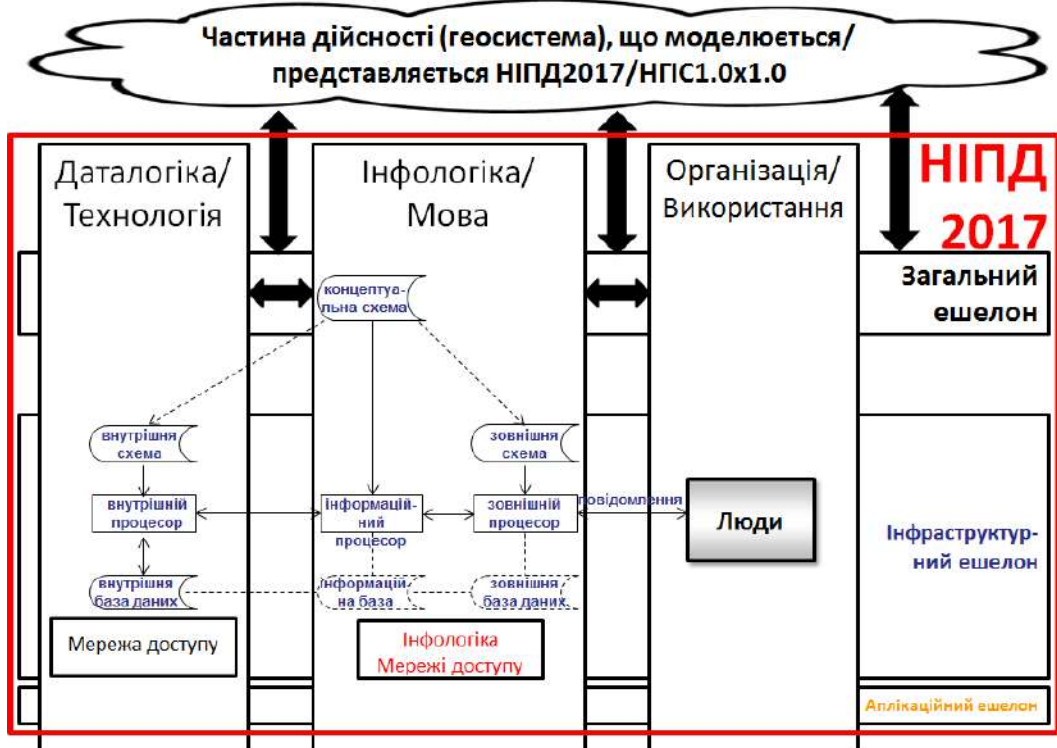 Частина дійсності (геосистема), що моделюється/
представляється НІПД2017/НГІС1.0х1.0
Даталогіка/
Технологія
Інфологіка/
Мова
Організація/
Використання
НІПД
2017
Загальний
ешелон
концептуа-
льна схема
внутрішня
схема
зовнішня
схема
внутрішній
процесор
інформацій-
ний
процесор
зовнішній
процесор
повідомлення
Люди
Інфраструктур-
ний ешелон
внутрішня
база даних
інформацій-
на база
зовнішня
база даних
Мережа доступу
Інфологіка
Мережі доступу
Аплікаційний ешелон